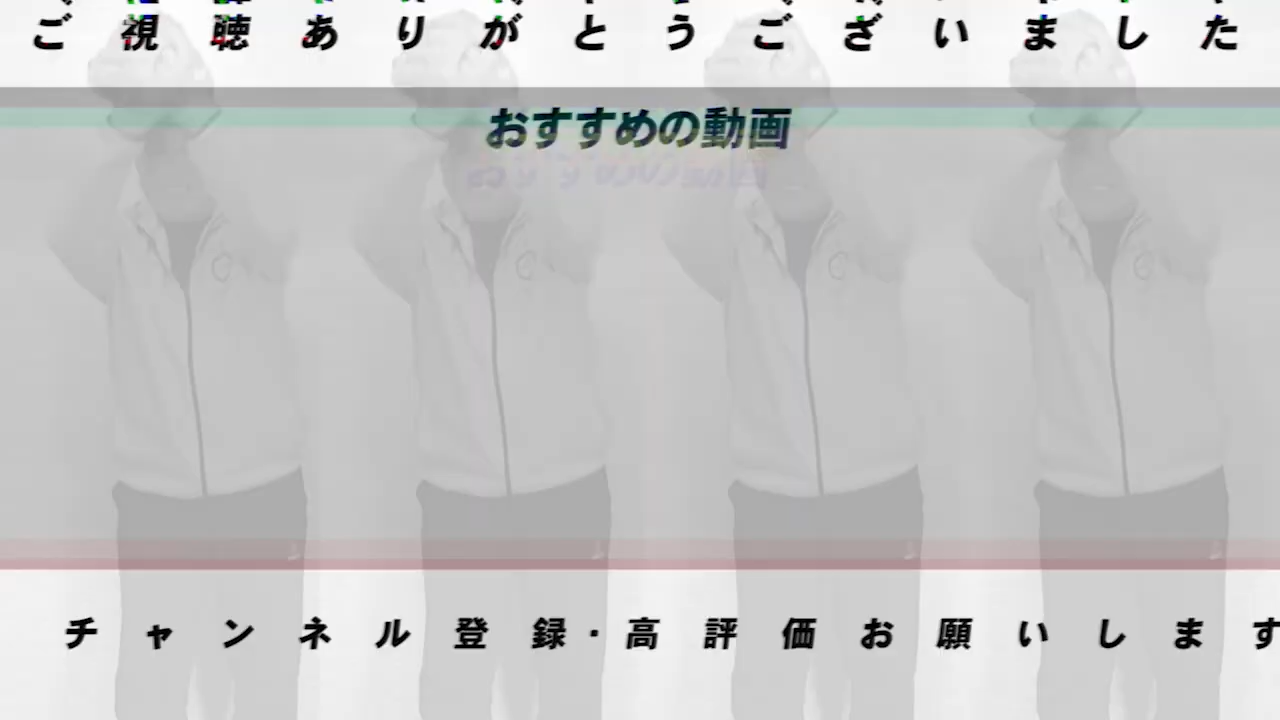 ご視聴ありがとうございました
おすすめの動画
チャンネル登録・高評価お願いします